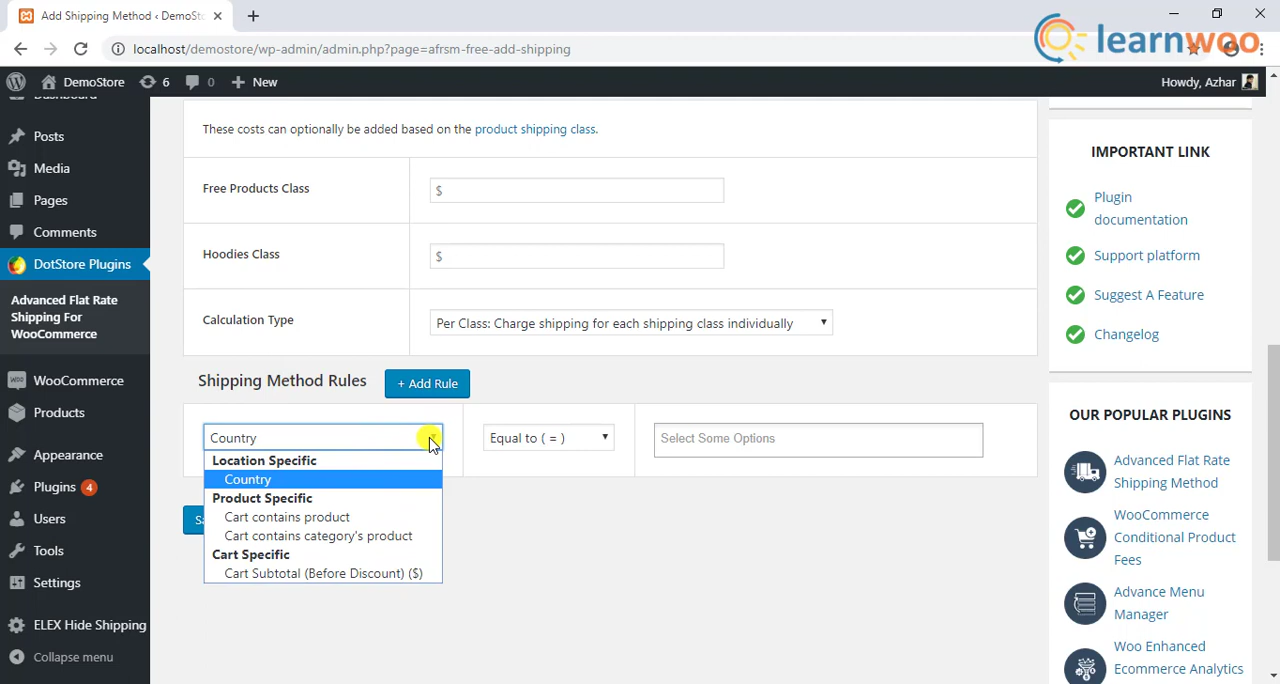 Add Shipping Method ‹ DemoSto
localhost/demostore/wp-admin/admin.php?page=afrsm-free-add-shipping
learnwoo
DemoStore
6
0
New
Howdy, Azhar
Dashboard
Posts
Media
Pages
Comments
DotStore Plugins
Advanced Flat Rate
Shipping For
WooCommerce
WooCommerce
Products
Appearance
Plugins 4
Users
Tools
Settings
ELEX Hide Shipping
Collapse menu
These costs can optionally be added based on the product shipping class.
Free Products Class
$
Hoodies Class
$
Calculation Type
Per Class: Charge shipping for each shipping class individually
Shipping Method Rules
+ Add Rule
Country
Equal to ( = )
Select Some Options
Location Specific
Country
Product Specific
Cart contains product
Cart contains category's product
Cart Specific
Cart Subtotal (Before Discount) ($)
Sa
IMPORTANT LINK
Plugin
documentation
Support platform
Suggest A Feature
Changelog
OUR POPULAR PLUGINS
Advanced Flat Rate
Shipping Method
WooCommerce
Conditional Product
Fees
Advance Menu
Manager
Woo Enhanced
Ecommerce Analytics